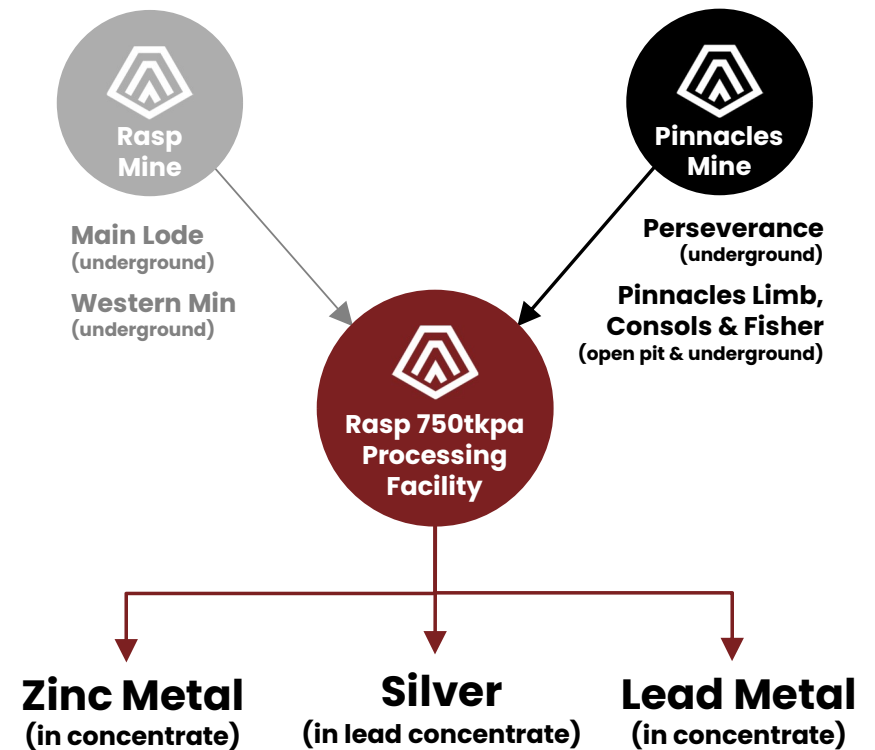 Rasp
Mine
Pinnacles
Mine
Main Lode
(underground)
Western Min
(underground)
Perseverance
(underground)
Pinnacles Limb,
Consols & Fisher
(open pit & underground)
Rasp 750tkpa
Processing
Facility
Zinc Metal
(in concentrate)
Silver
(in lead concentrate)
Lead Metal
(in concentrate)